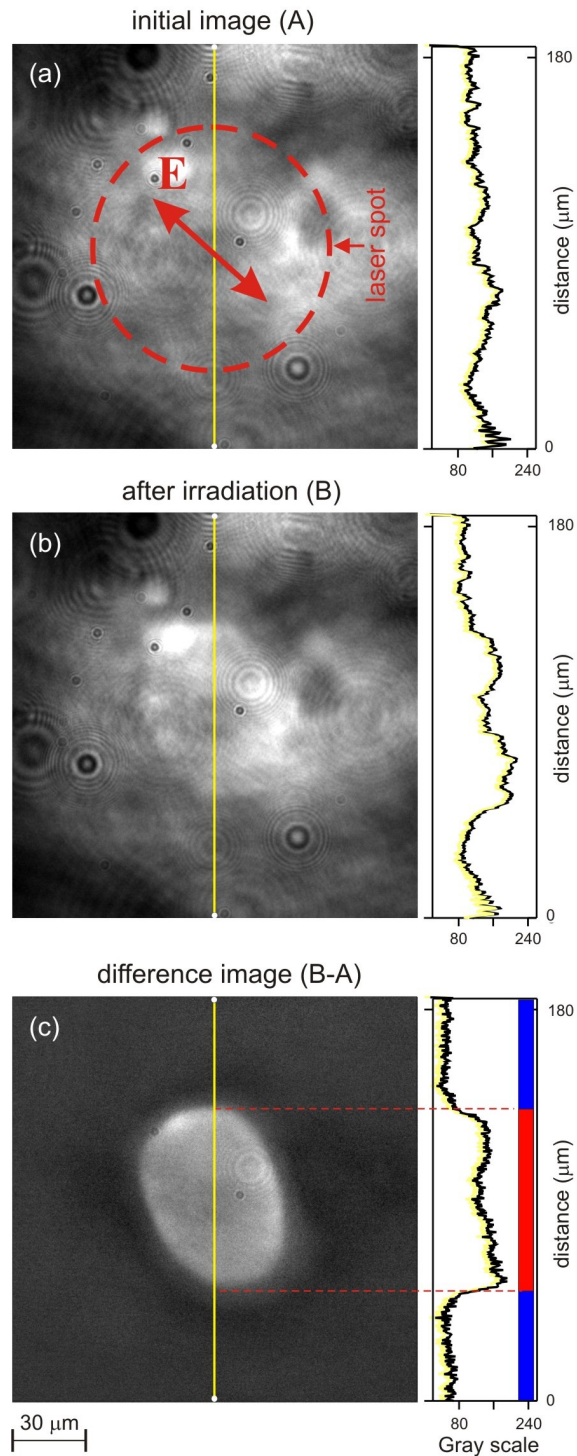 initial image (A)
(a)
E
laser spot
180
distance (μm)
0
80
240
after irradiation (B)
(b)
180
distance (μm)
0
80
240
difference image (B-A)
(c)
180
distance (μm)
0
80
240
30 μm
Gray scale